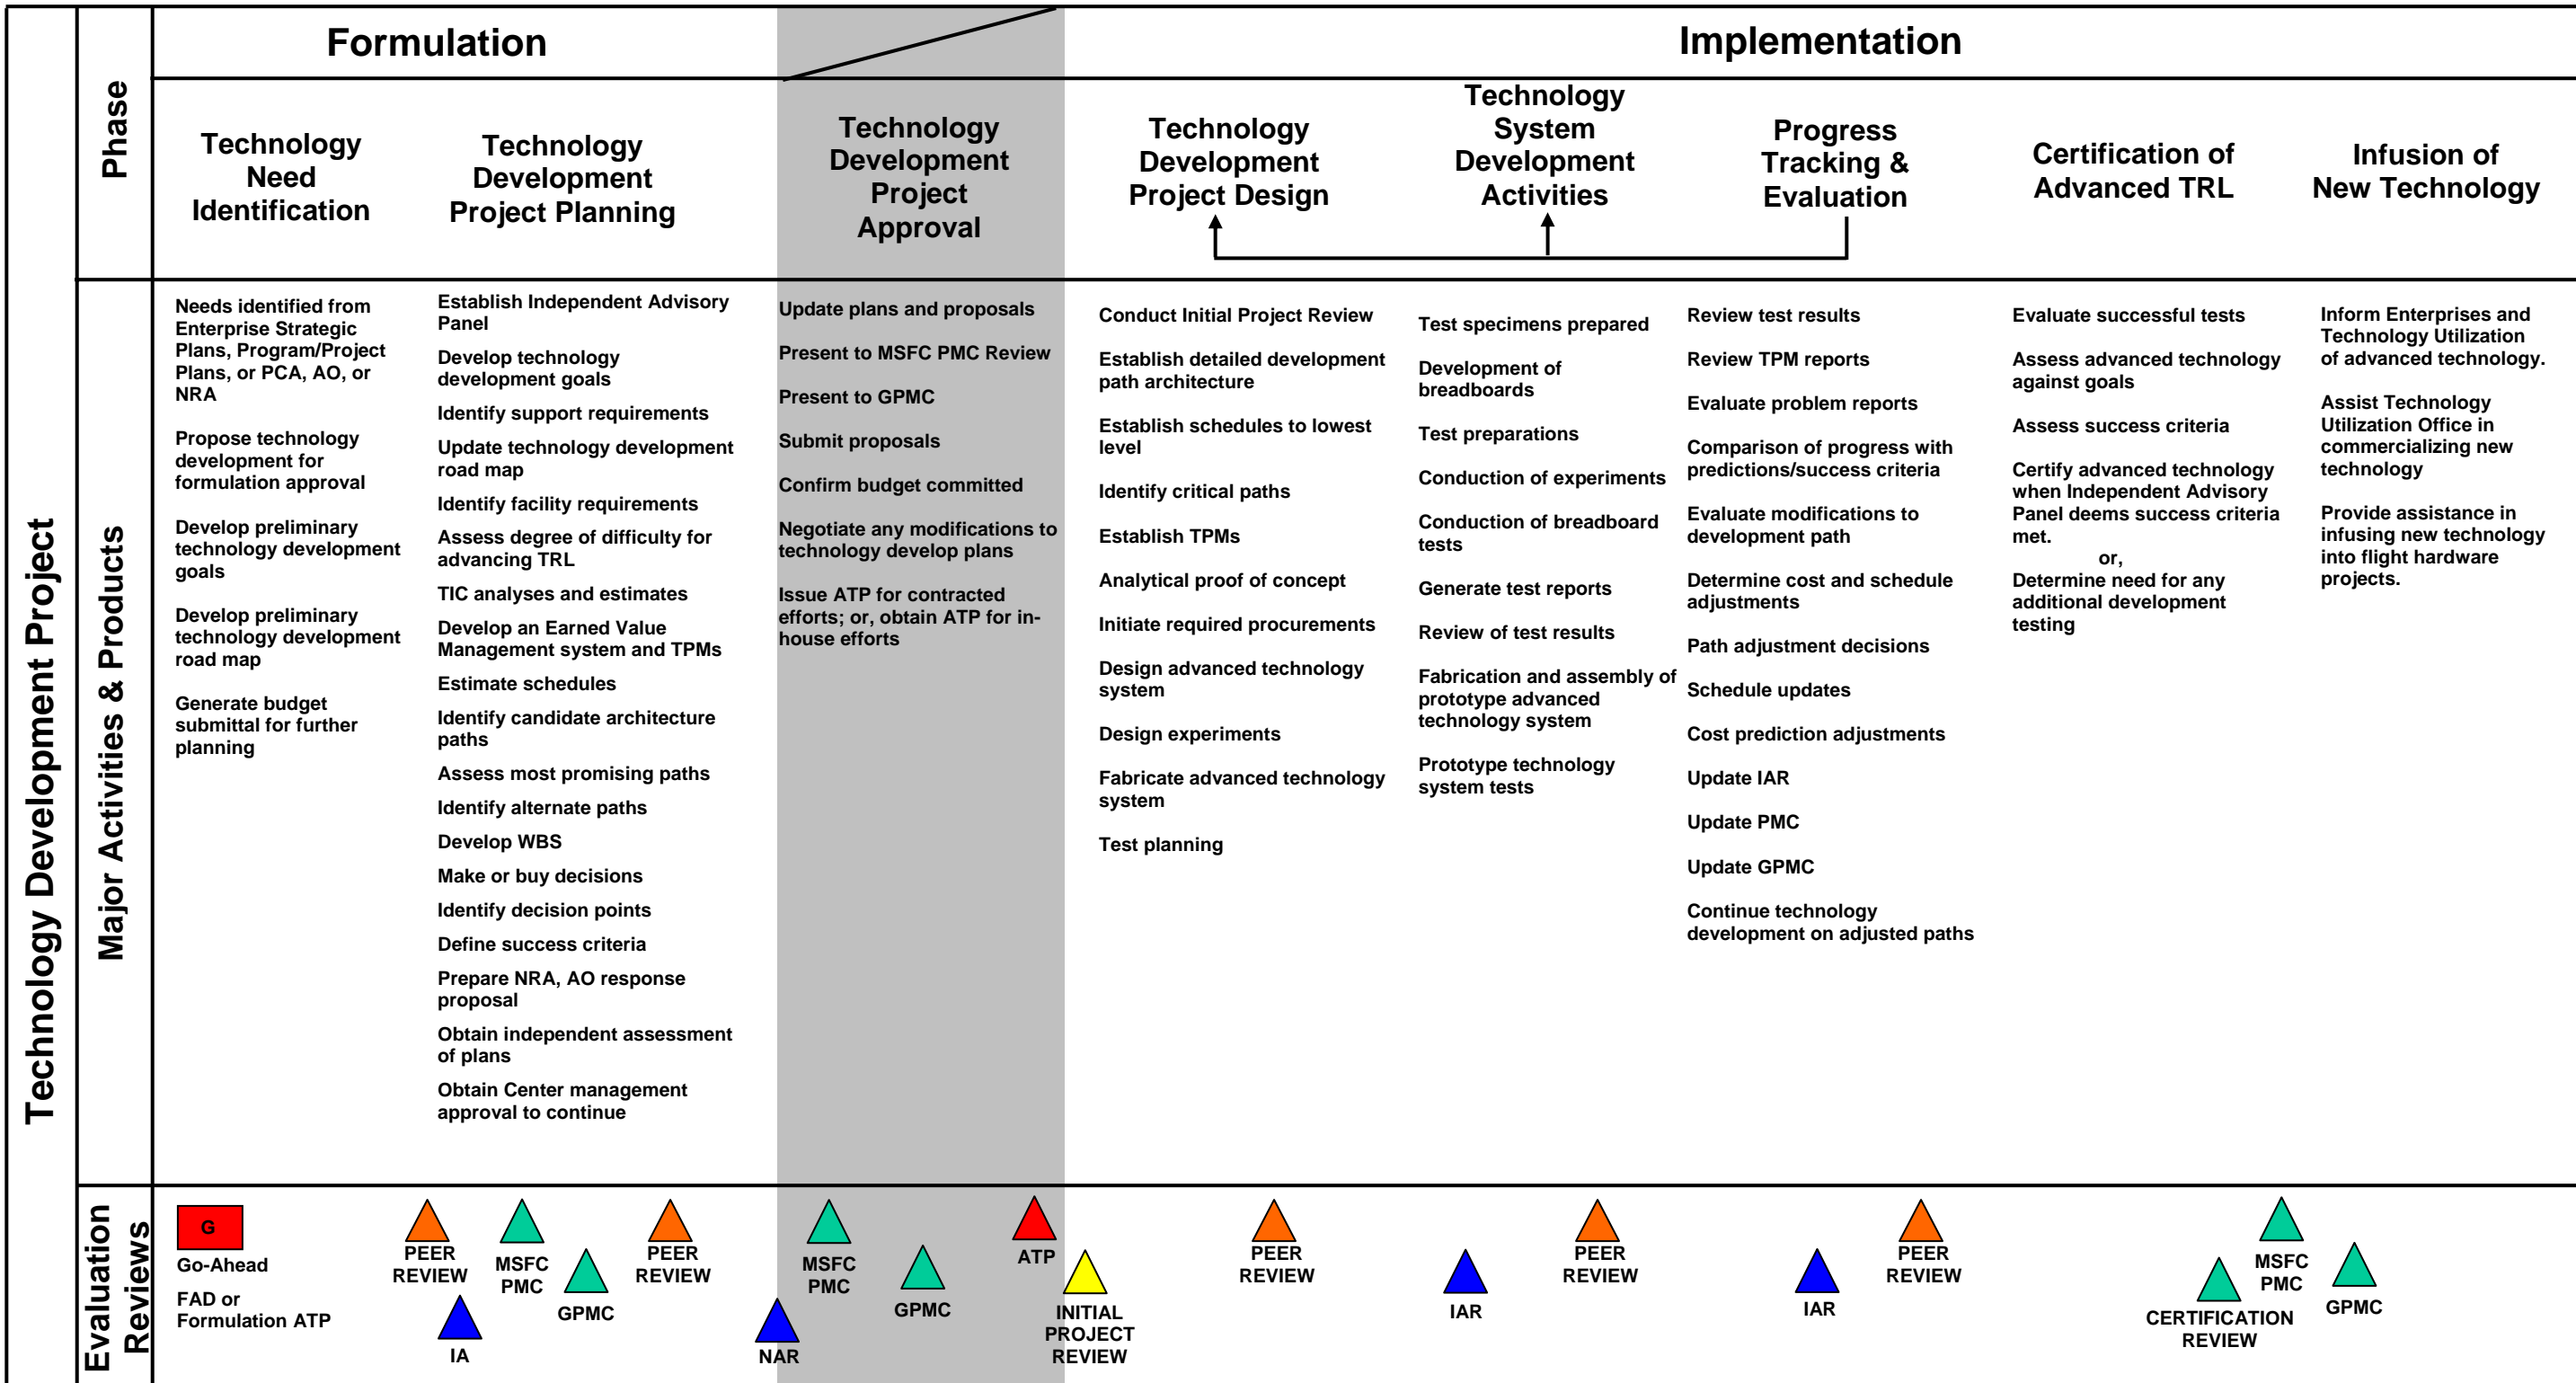 Technology Development Project
Phase
Formulation
Implementation
Technology
Need
Identification
Technology
Development
Project Planning
Technology
Development
Project
Approval
Technology
Development
Project Design
Technology
System
Development
Activities
Progress
Tracking &
Evaluation
Certification of
Advanced TRL
Infusion of
New Technology
Major Activities & Products
Needs identified from
Enterprise Strategic
Plans, Program/Project
Plans, or PCA, AO, or
NRA
Propose technology
development for
formulation approval
Develop preliminary
technology development
goals
Develop preliminary
technology development
road map
Generate budget
submittal for further
planning
Establish Independent Advisory
Panel
Develop technology
development goals
Identify support requirements
Update technology development
road map
Identify facility requirements
Assess degree of difficulty for
advancing TRL
TIC analyses and estimates
Develop an Earned Value
Management system and TPMs
Estimate schedules
Identify candidate architecture
paths
Assess most promising paths
Identify alternate paths
Develop WBS
Make or buy decisions
Identify decision points
Define success criteria
Prepare NRA, AO response
proposal
Obtain independent assessment
of plans
Obtain Center management
approval to continue
Update plans and proposals
Present to MSFC PMC Review
Present to GPMC
Submit proposals
Confirm budget committed
Negotiate any modifications to
technology develop plans
Issue ATP for contracted
efforts; or, obtain ATP for in-
house efforts
Conduct Initial Project Review
Establish detailed development
path architecture
Establish schedules to lowest
level
Identify critical paths
Establish TPMs
Analytical proof of concept
Initiate required procurements
Design advanced technology
system
Design experiments
Fabricate advanced technology
system
Test planning
Test specimens prepared
Development of
breadboards
Test preparations
Conduction of experiments
Conduction of breadboard
tests
Generate test reports
Review of test results
Fabrication and assembly of
prototype advanced
technology system
Prototype technology
system tests
Review test results
Review TPM reports
Evaluate problem reports
Comparison of progress with
predictions/success criteria
Evaluate modifications to
development path
Determine cost and schedule
adjustments
Path adjustment decisions
Schedule updates
Cost prediction adjustments
Update IAR
Update PMC
Update GPMC
Continue technology
development on adjusted paths
Evaluate successful tests
Assess advanced technology
against goals
Assess success criteria
Certify advanced technology
when Independent Advisory
Panel deems success criteria
met.
or,
Determine need for any
additional development
testing
Inform Enterprises and
Technology Utilization
of advanced technology.
Assist Technology
Utilization Office in
commercializing new
technology
Provide assistance in
infusing new technology
into flight hardware
projects.
Evaluation
Reviews
G
Go-Ahead
FAD or
Formulation ATP
PEER
REVIEW
IA
MSFC
PMC
GPMC
PEER
REVIEW
NAR
MSFC
PMC
GPMC
ATP
INITIAL
PROJECT
REVIEW
PEER
REVIEW
IAR
PEER
REVIEW
IAR
PEER
REVIEW
CERTIFICATION
REVIEW
MSFC
PMC
GPMC